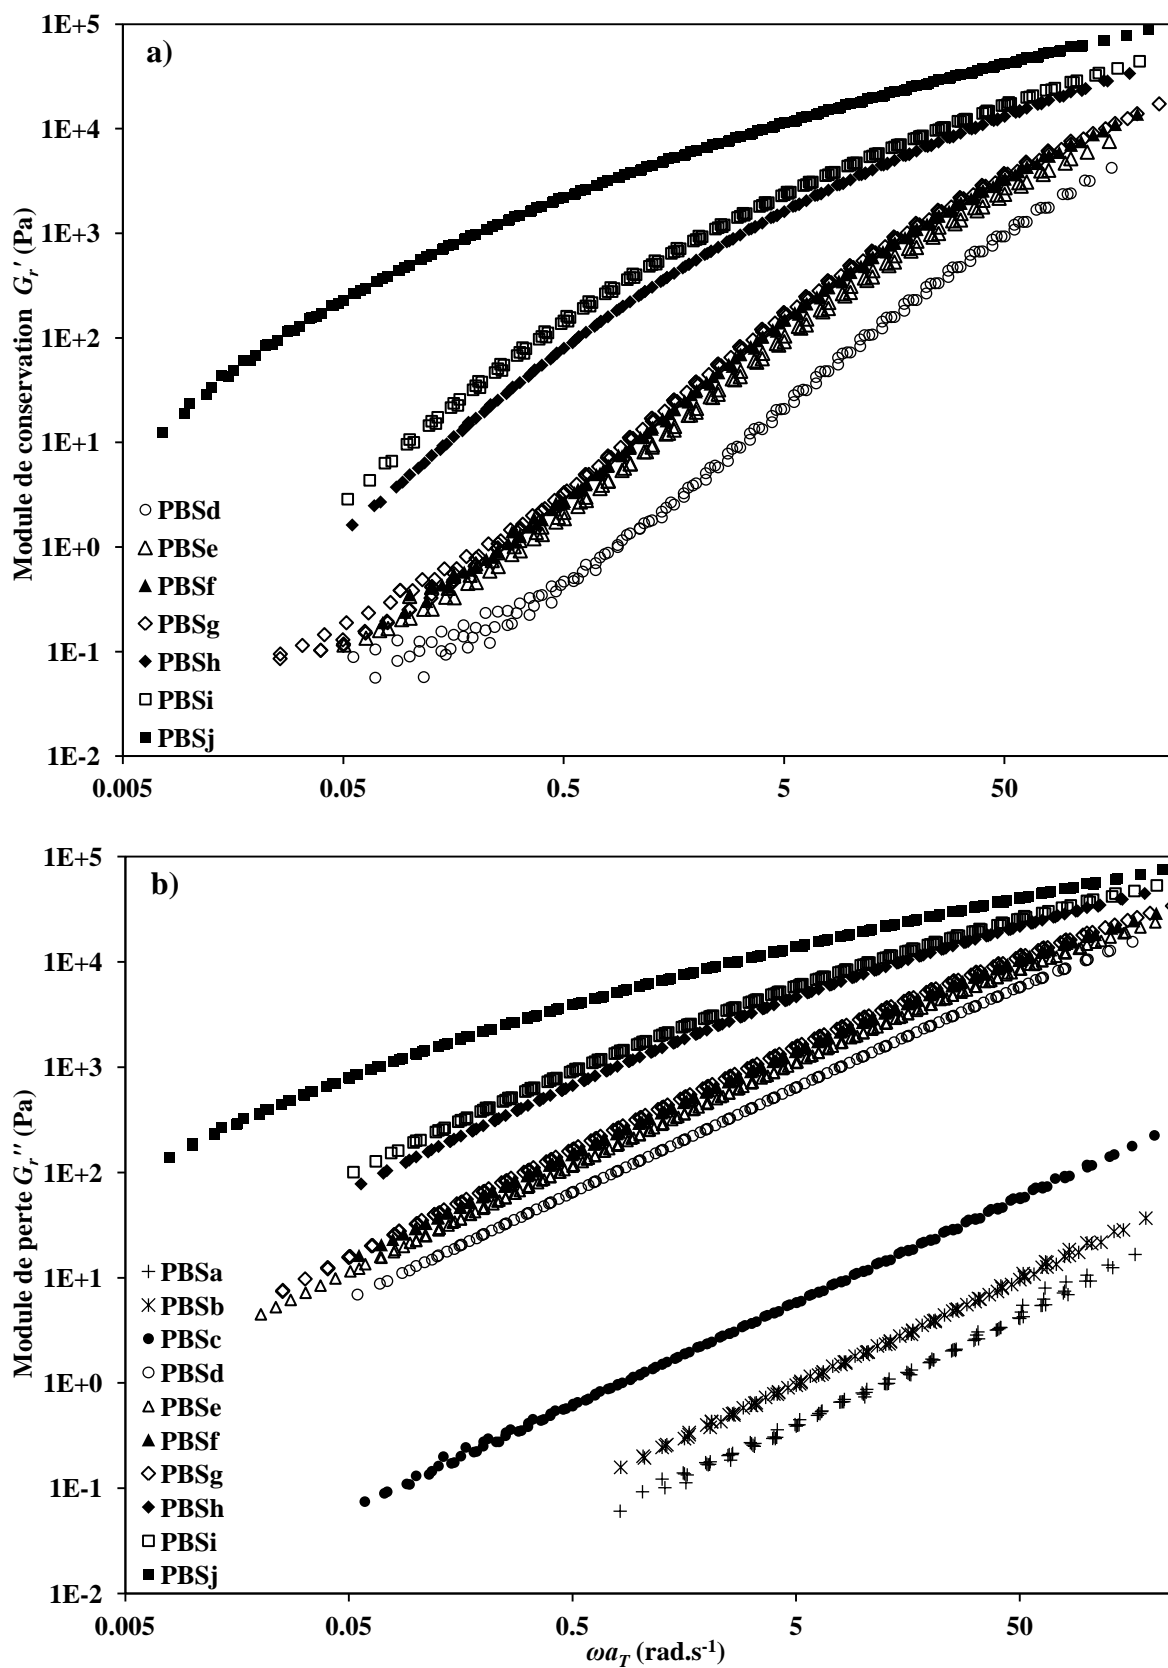 1E+5
a)
1E+4
1E+3
1E+2
1E+1
1E+0
1E-1
1E-2
Module de conservation Gr' (Pa)
PBSd
PBSe
PBSf
PBSg
PBSh
PBSi
PBSj
0.005 0.05 0.5 5 50
1E+5
b)
1E+4
1E+3
1E+2
1E+1
1E+0
1E-1
1E-2
Module de perte Gr'' (Pa)
PBSa
PBSb
PBSc
PBSd
PBSe
PBSf
PBSg
PBSh
PBSi
PBSj
0.005 0.05 0.5 5 50
ωaT (rad.s-1)